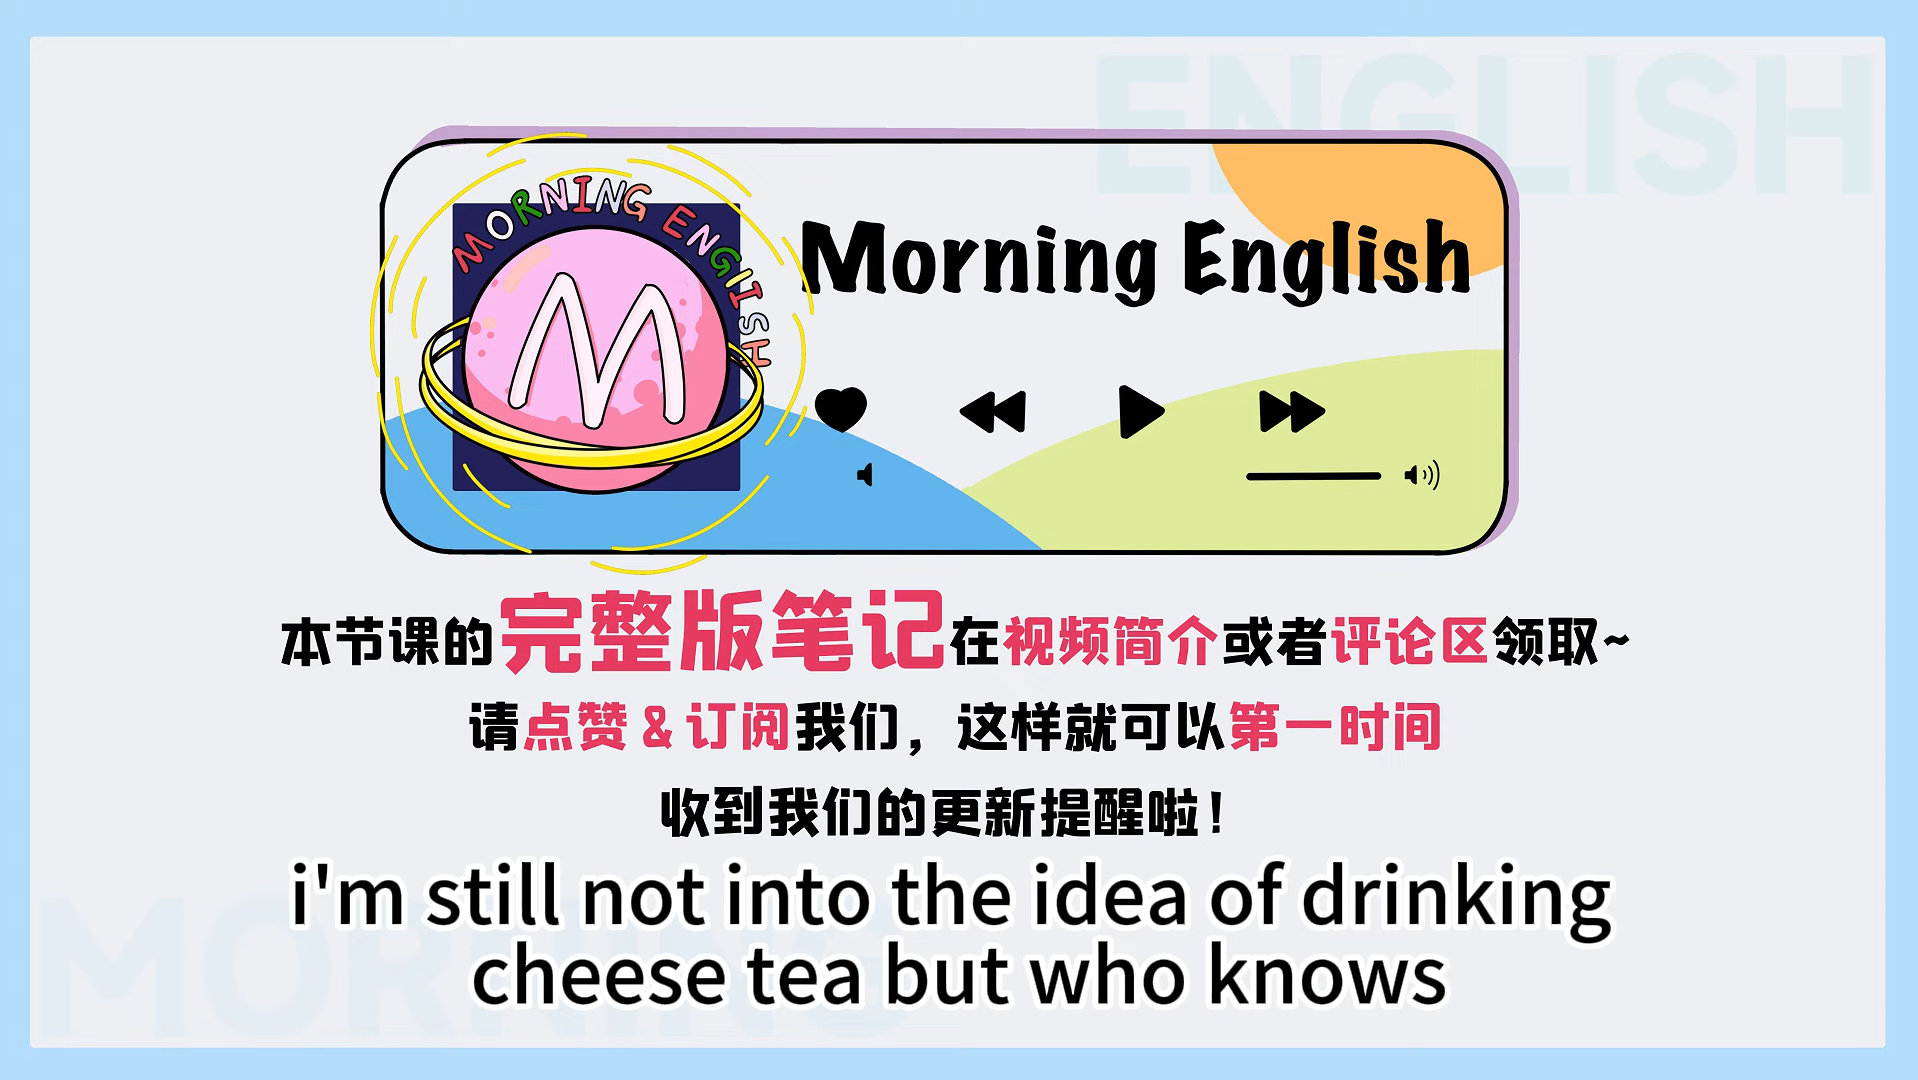 ENGLISH
MORNING ENGLISH
M
Morning English
本节课的完整版笔记在视频简介或者评论区领取~
请点赞&订阅我们，这样就可以第一时间
收到我们的更新提醒啦！
i'm still not into the idea of drinking
cheese tea but who knows
MORNING